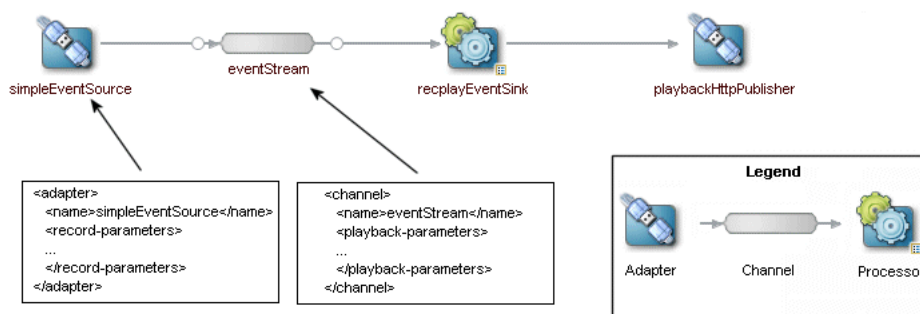 simpleEventSource
eventStream
recplayEventSink
playbackHttpPublisher
<adapter>
<name>simpleEventSource</name>
<record-parameters>
...
</record-parameters>
</adapter>
<channel>
<name>eventStream</name>
<playback-parameters>
...
</playback-parameters>
</channel>
Legend
Adapter
Channel
Processo